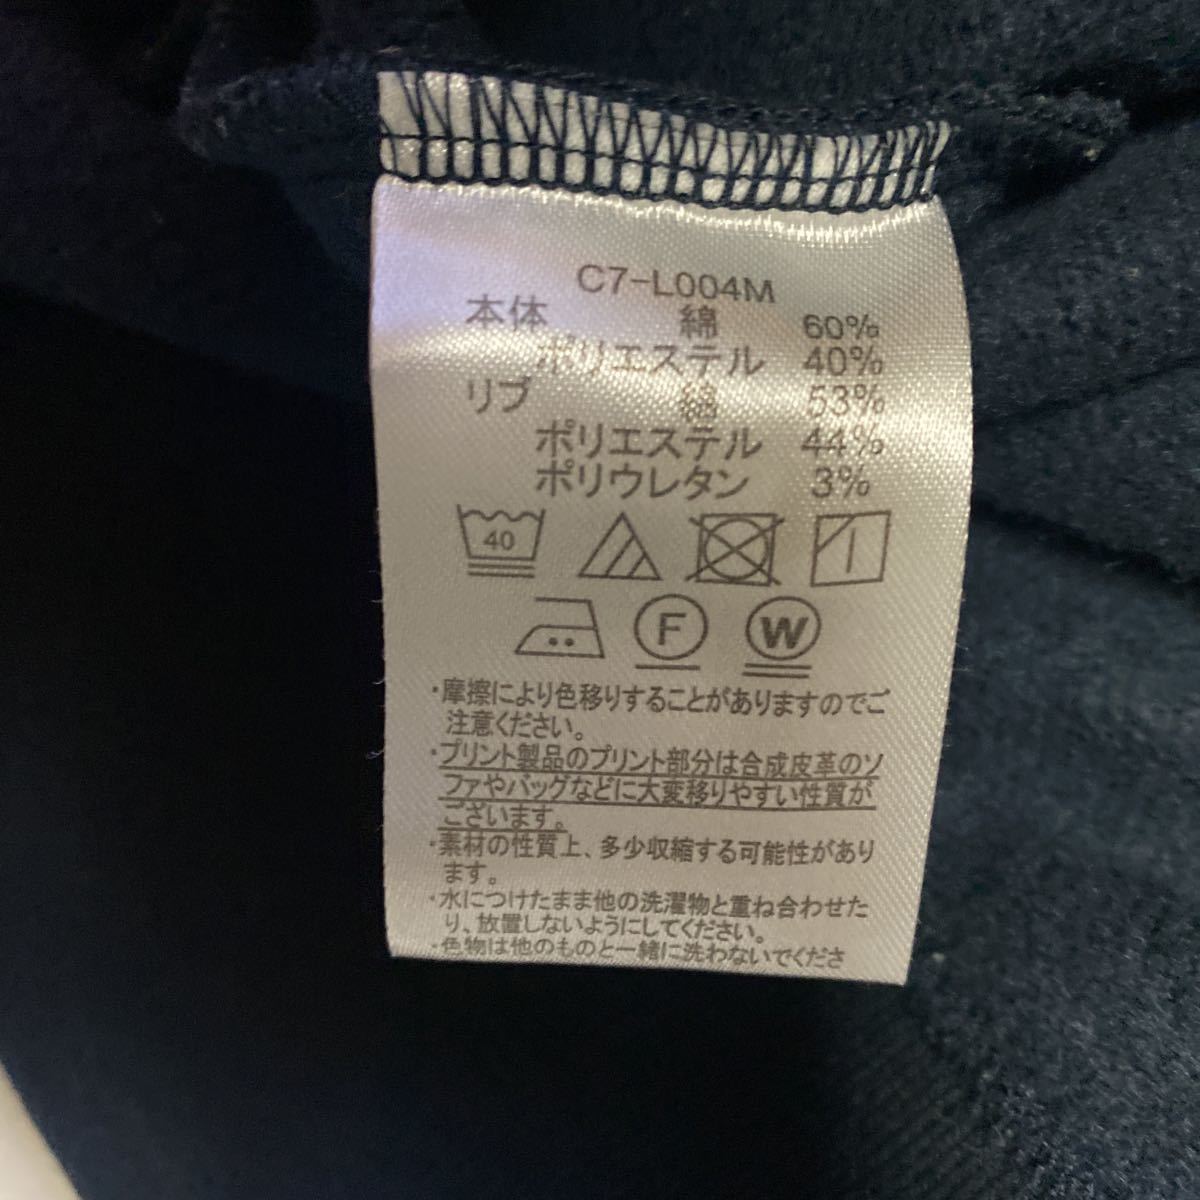 C7-L004M
本体 綿 60%
ポリエステル 40%
リブ 綿 53%
ポリエステル 44%
ポリウレタン 3%
40
F W
・摩擦により色移りすることがありますのでご
注意ください。
・プリント製品のプリント部分は合成皮革のソ
ファやバッグなどに大変移りやすい性質が
ございます。
・素材の性質上、多少収縮する可能性があり
ます。
・水につけたまま他の洗濯物と重ね合わせた
り、放置しないようにしてください。
・色物は他のものと一緒に洗わないでくださ